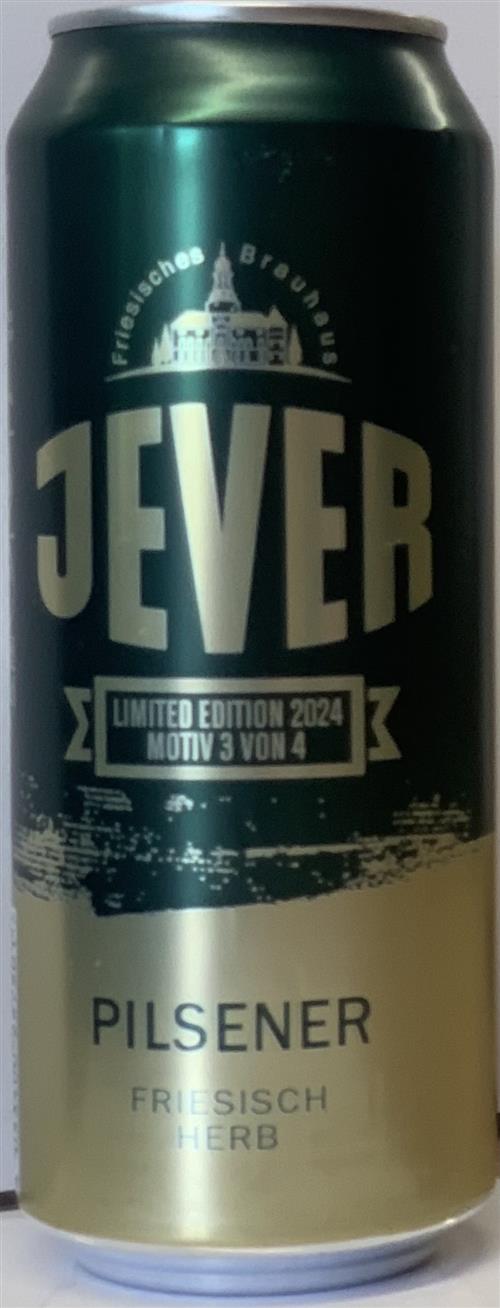 Friesisches Brauhaus
JEVER
LIMITED EDITION 2024
MOTIV 3 VON 4
PILSENER
FRIESISCH
HERB